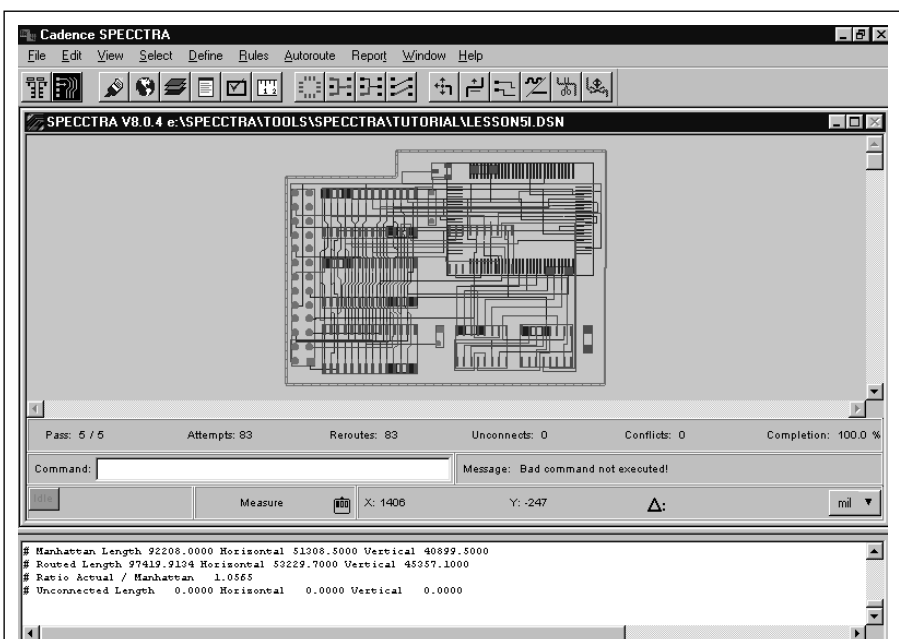 Cadence SPECCTRA
File Edit View Select Define Rules Autoroute Report Window Help
SPECCTRA V8.0.4 e:\SPECCTRA\TOOLS\SPECCTRA\TUTORIAL\LESSON5I.DSN
Pass: 5 / 5 Attempts: 83 Reroutes: 83 Unconnects: 0 Conflicts: 0 Completion: 100.0 %
Command: Message: Bad command not executed!
Idle Measure X: 1406 Y: -247 Δ: mil
# Manhattan Length 92208.0000 Horizontal 51308.5000 Vertical 40899.5000
# Routed Length 97419.9134 Horizontal 53229.7000 Vertical 45357.1000
# Ratio Actual / Manhattan 1.0565
# Unconnected Length 0.0000 Horizontal 0.0000 Vertical 0.0000